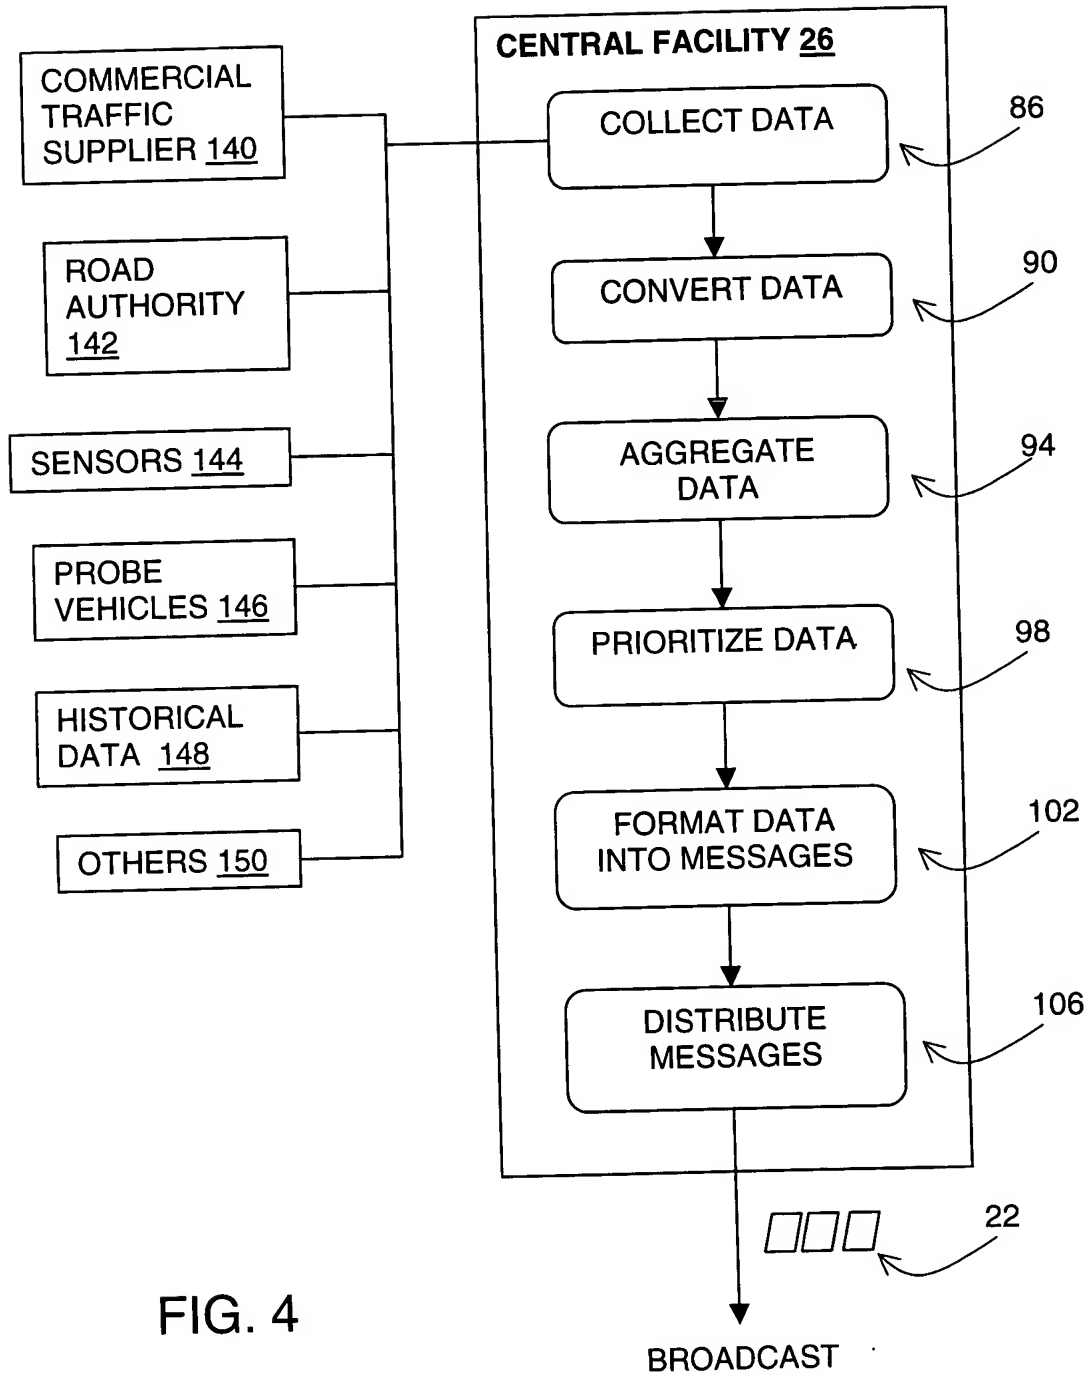 CENTRAL FACILITY 26
COMMERCIAL
TRAFFIC
SUPPLIER 140
ROAD
AUTHORITY
142
SENSORS 144
PROBE
VEHICLES 146
HISTORICAL
DATA 148
OTHERS 150
COLLECT DATA
86
CONVERT DATA
90
AGGREGATE
DATA
94
PRIORITIZE DATA
98
FORMAT DATA
INTO MESSAGES
102
DISTRIBUTE
MESSAGES
106
22
BROADCAST
FIG. 4